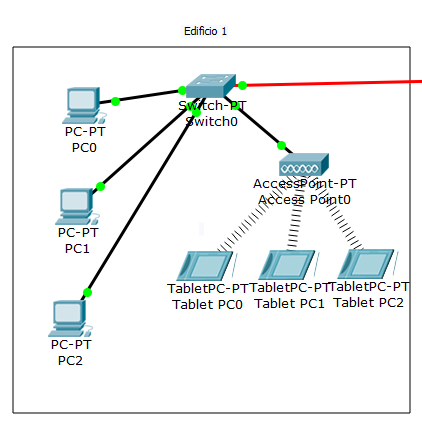 Edificio 1
Switch-PT
Switch0
PC-PT
PC0
AccessPoint-PT
Access Point0
PC-PT
PC1
TabletPC-PT
Tablet PC0
TabletPC-PT
Tablet PC1
TabletPC-PT
Tablet PC2
PC-PT
PC2